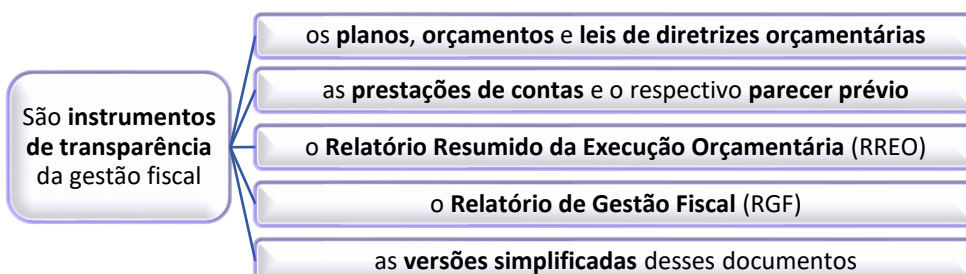 São instrumentos
de transparência
da gestão fiscal
os planos, orçamentos e leis de diretrizes orçamentárias
as prestações de contas e o respectivo parecer prévio
o Relatório Resumido da Execução Orçamentária (RREO)
o Relatório de Gestão Fiscal (RGF)
as versões simplificadas desses documentos